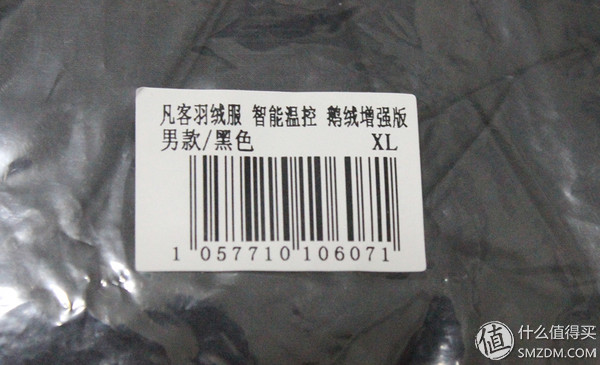 凡客羽绒服 智能温控 鹅绒增强版
男款/黑色 XL
1 057710 106071
值 什么值得买
SMZDM.COM